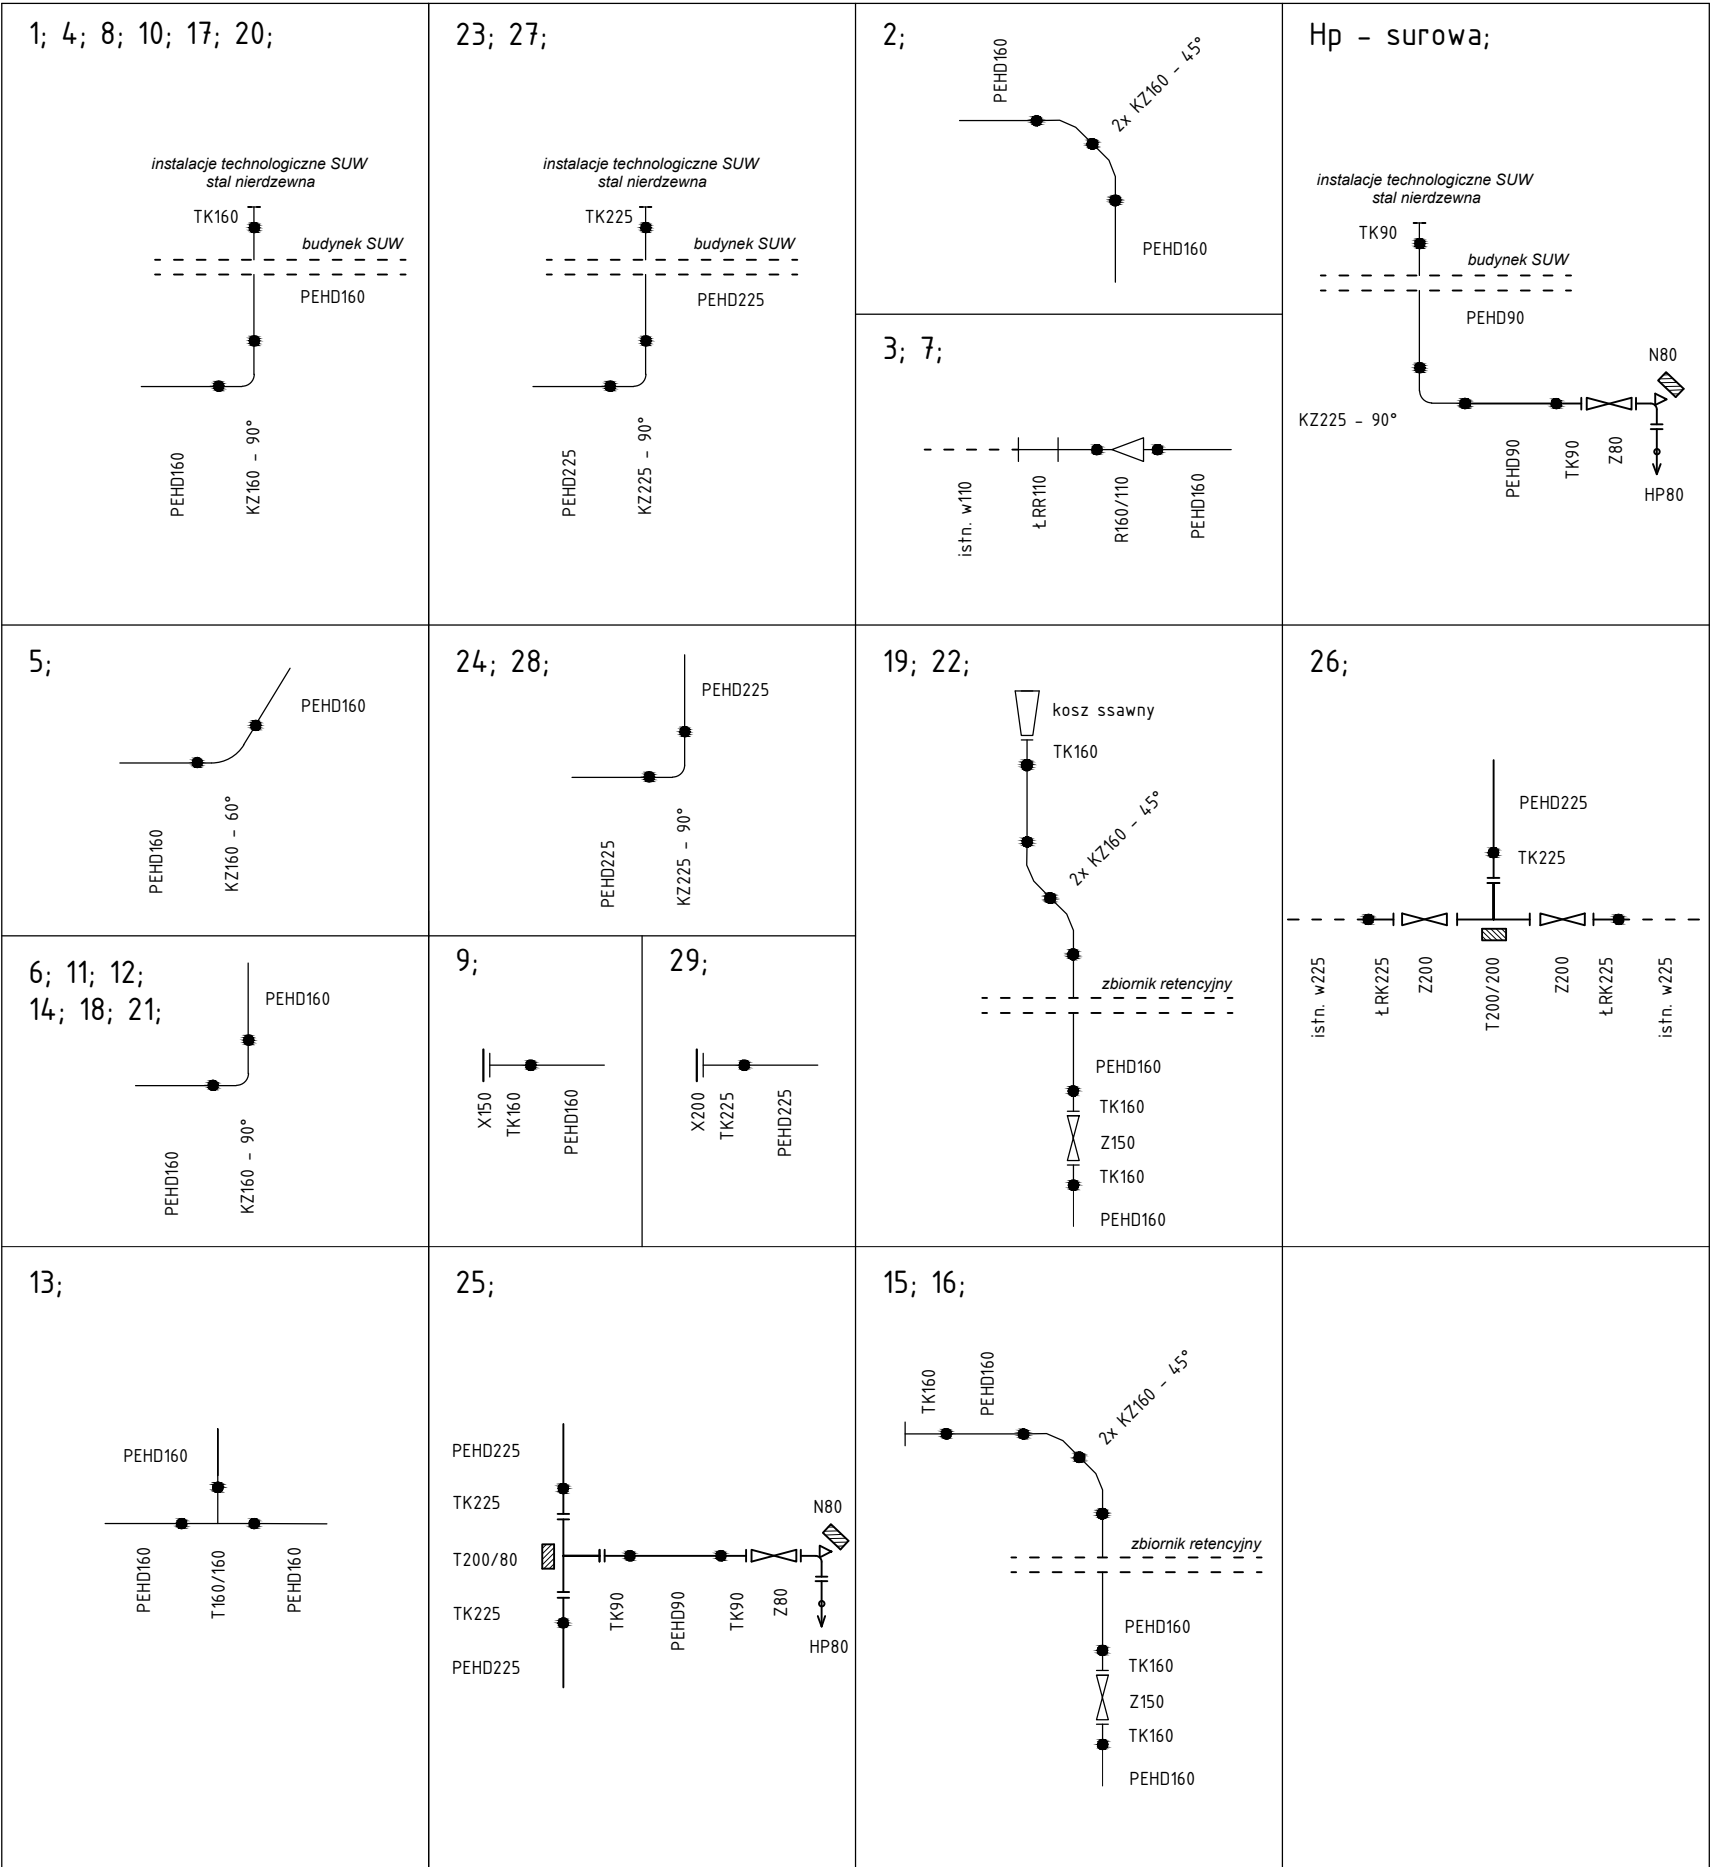 1; 4; 8; 10; 17; 20;
instalacje technologiczne SUW
stal nierdzewna
TK160
budynek SUW
PEHD160
PEHD160
KZ160 - 90°
23; 27;
instalacje technologiczne SUW
stal nierdzewna
TK225
budynek SUW
PEHD225
PEHD225
KZ225 - 90°
2;
PEHD160
2x KZ160 - 45°
PEHD160
3; 7;
istn. w110
ŁRR110
R160/110
PEHD160
Hp - surowa;
instalacje technologiczne SUW
stal nierdzewna
TK90
budynek SUW
PEHD90
N80
KZ225 - 90°
PEHD90
TK90
Z80
HP80
5;
PEHD160
PEHD160
KZ160 - 60°
24; 28;
PEHD225
PEHD225
KZ225 - 90°
19; 22;
kosz ssawny
TK160
2x KZ160 - 45°
zbiornik retencyjny
PEHD160
TK160
Z150
TK160
PEHD160
26;
PEHD225
TK225
istn. w225
ŁRK225
Z200
T200/200
Z200
ŁRK225
istn. w225
6; 11; 12;
14; 18; 21;
PEHD160
PEHD160
KZ160 - 90°
9;
X150
TK160
PEHD160
29;
X200
TK225
PEHD225
13;
PEHD160
PEHD160
T160/160
PEHD160
25;
PEHD225
TK225
T200/80
TK225
PEHD225
TK90
PEHD90
TK90
Z80
N80
HP80
15; 16;
TK160
PEHD160
2x KZ160 - 45°
zbiornik retencyjny
PEHD160
TK160
Z150
TK160
PEHD160